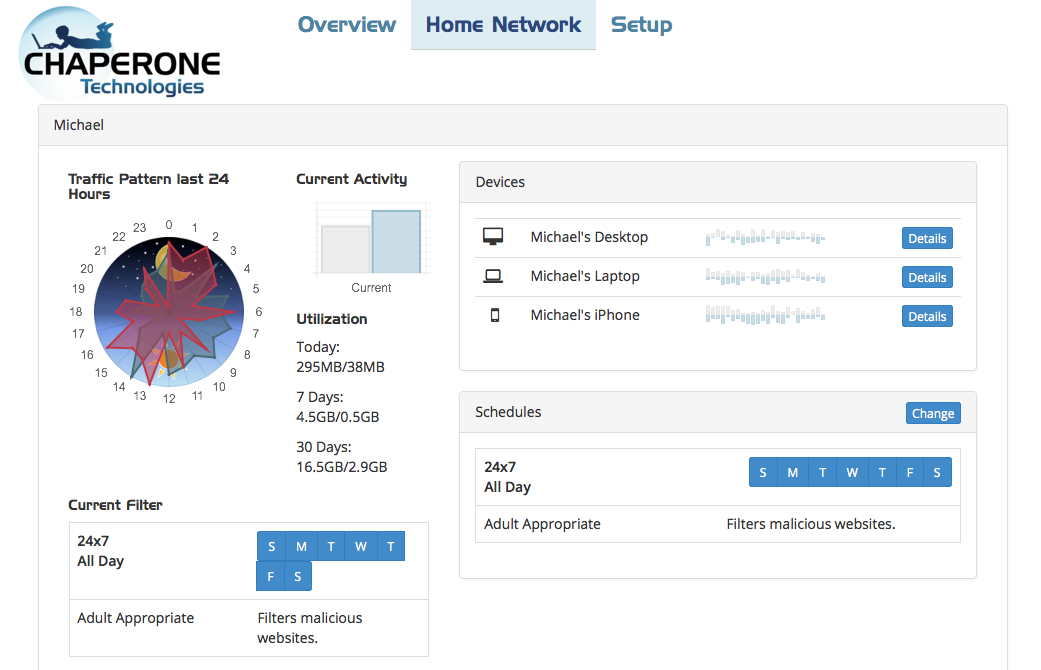 CHAPERONE
Technologies
Overview
Home Network
Setup
Michael
Traffic Pattern last 24
Hours
0
1
2
3
4
5
6
7
8
9
10
11
12
13
14
15
16
17
18
19
20
21
22
23
Current Activity
Current
Utilization
Today:
295MB/38MB
7 Days:
4.5GB/0.5GB
30 Days:
16.5GB/2.9GB
Current Filter
24x7
All Day
S M T W T
F S
Adult Appropriate
Filters malicious
websites.
Devices
Michael's Desktop
Details
Michael's Laptop
Details
Michael's iPhone
Details
Schedules
Change
24x7
All Day
S M T W T F S
Adult Appropriate
Filters malicious websites.